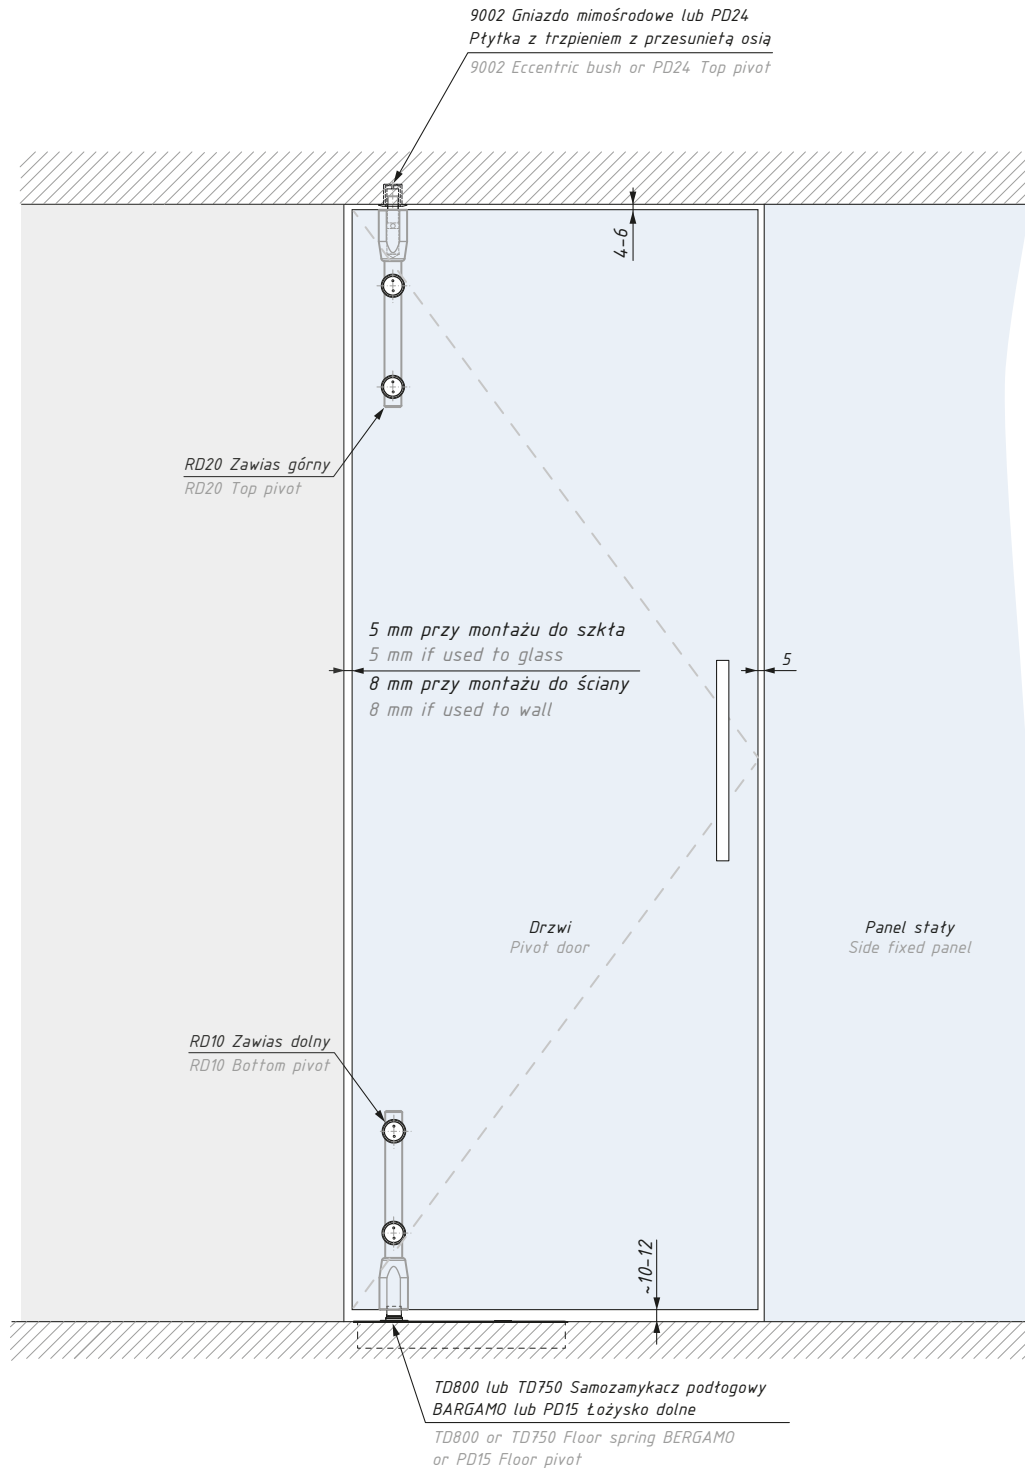 9002 Gniazdo mimośrodowe lub PD24
Płytka z trzpieniem z przesunietą osią
9002 Eccentric bush or PD24 Top pivot
4-6
RD20 Zawias górny
RD20 Top pivot
5 mm przy montażu do szkła
5 mm if used to glass
8 mm przy montażu do ściany
8 mm if used to wall
5
Drzwi
Pivot door
Panel stały
Side fixed panel
RD10 Zawias dolny
RD10 Bottom pivot
~10-12
TD800 lub TD750 Samozamykacz podłogowy
BARGAMO lub PD15 Łożysko dolne
TD800 or TD750 Floor spring BERGAMO
or PD15 Floor pivot